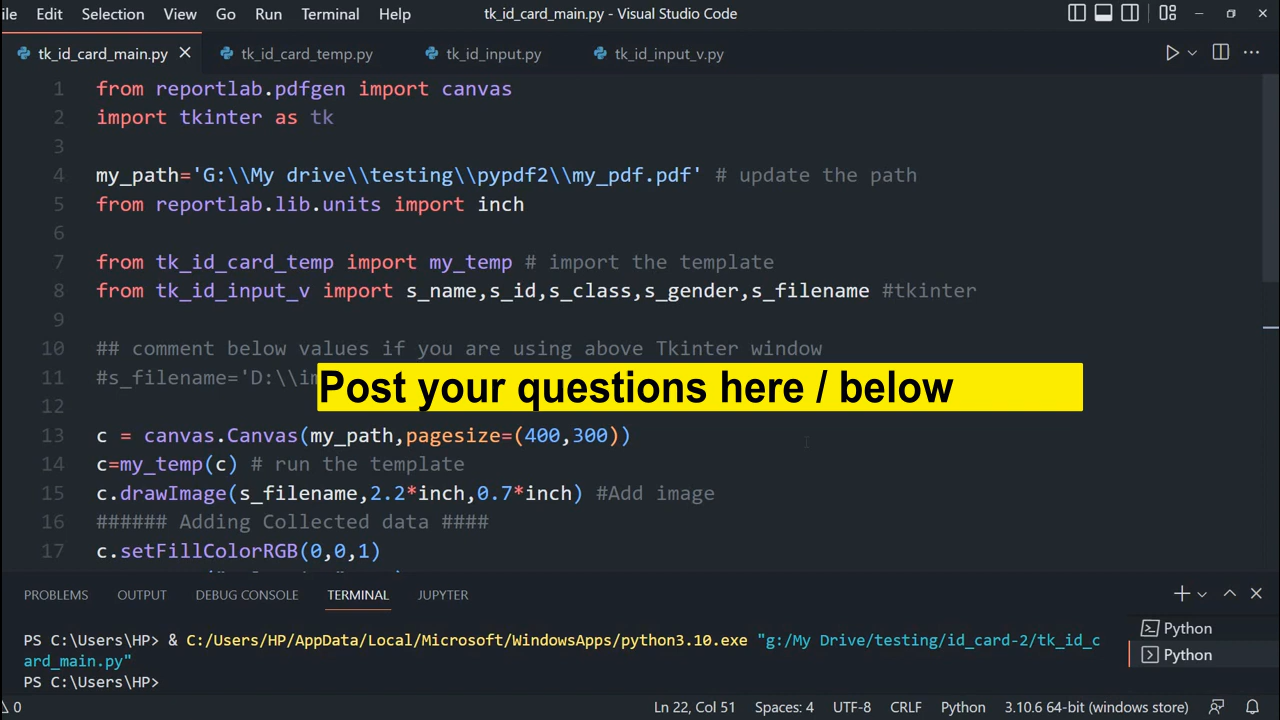 ile Edit Selection View Go Run Terminal Help tk_id_card_main.py - Visual Studio Code
tk_id_card_main.py tk_id_card_temp.py tk_id_input.py tk_id_input_v.py
1 from reportlab.pdfgen import canvas
2 import tkinter as tk
3
4 my_path='G:\\My drive\\testing\\pypdf2\\my_pdf.pdf' # update the path
5 from reportlab.lib.units import inch
6
7 from tk_id_card_temp import my_temp # import the template
8 from tk_id_input_v import s_name,s_id,s_class,s_gender,s_filename #tkinter
9
10 ## comment below values if you are using above Tkinter window
11 #s_filename='D:\\im
Post your questions here / below
12
13 c = canvas.Canvas(my_path,pagesize=(400,300))
14 c=my_temp(c) # run the template
15 c.drawImage(s_filename,2.2*inch,0.7*inch) #Add image
16 ###### Adding Collected data ####
17 c.setFillColorRGB(0,0,1)
PROBLEMS OUTPUT DEBUG CONSOLE TERMINAL JUPYTER
PS C:\Users\HP> & C:/Users/HP/AppData/Local/Microsoft/WindowsApps/python3.10.exe "g:/My Drive/testing/id_card-2/tk_id_c
ard_main.py"
PS C:\Users\HP>
Python
Python
0 Ln 22, Col 51 Spaces: 4 UTF-8 CRLF Python 3.10.6 64-bit (windows store)